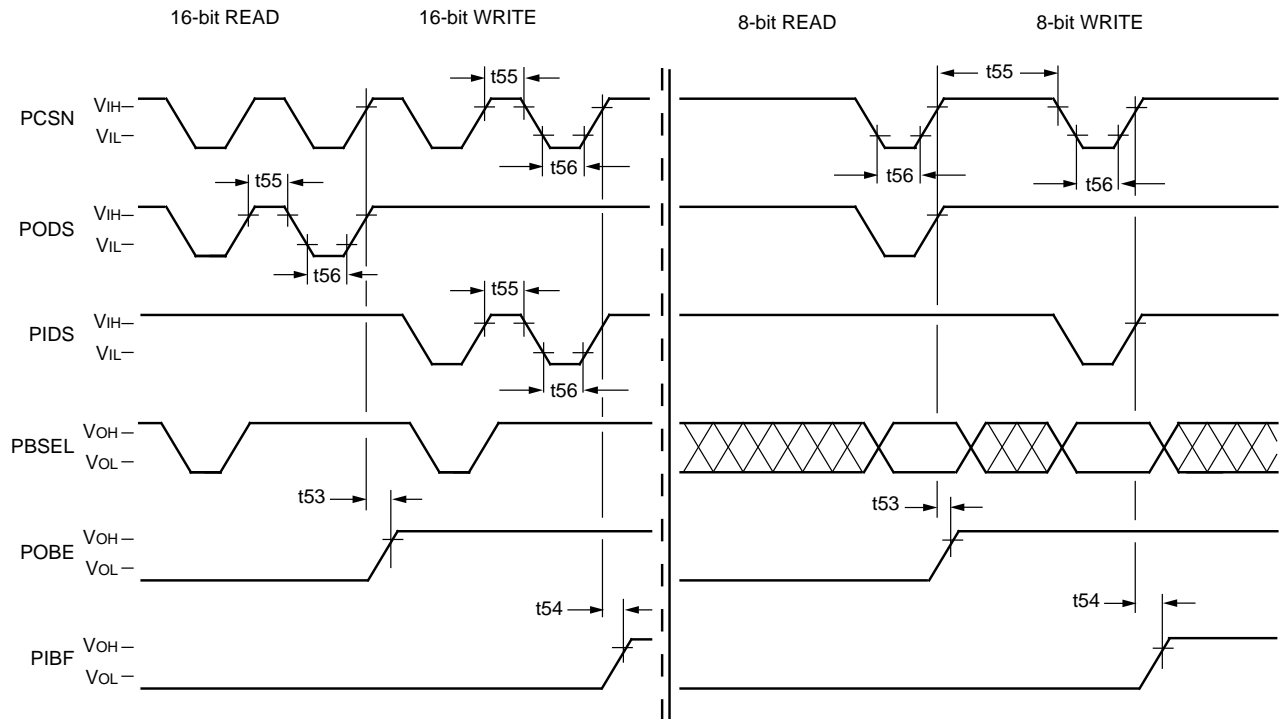 16-bit READ 16-bit WRITE 8-bit READ 8-bit WRITE
t55 t55
PCSN VIH– VIL–
t56 t56 t56
t55
PODS VIH– VIL–
t56
t55
PIDS VIH– VIL–
t56
PBSEL VOH– VOL–
t53 t53
POBE VOH– VOL–
t54 t54
PIBF VOH– VOL–